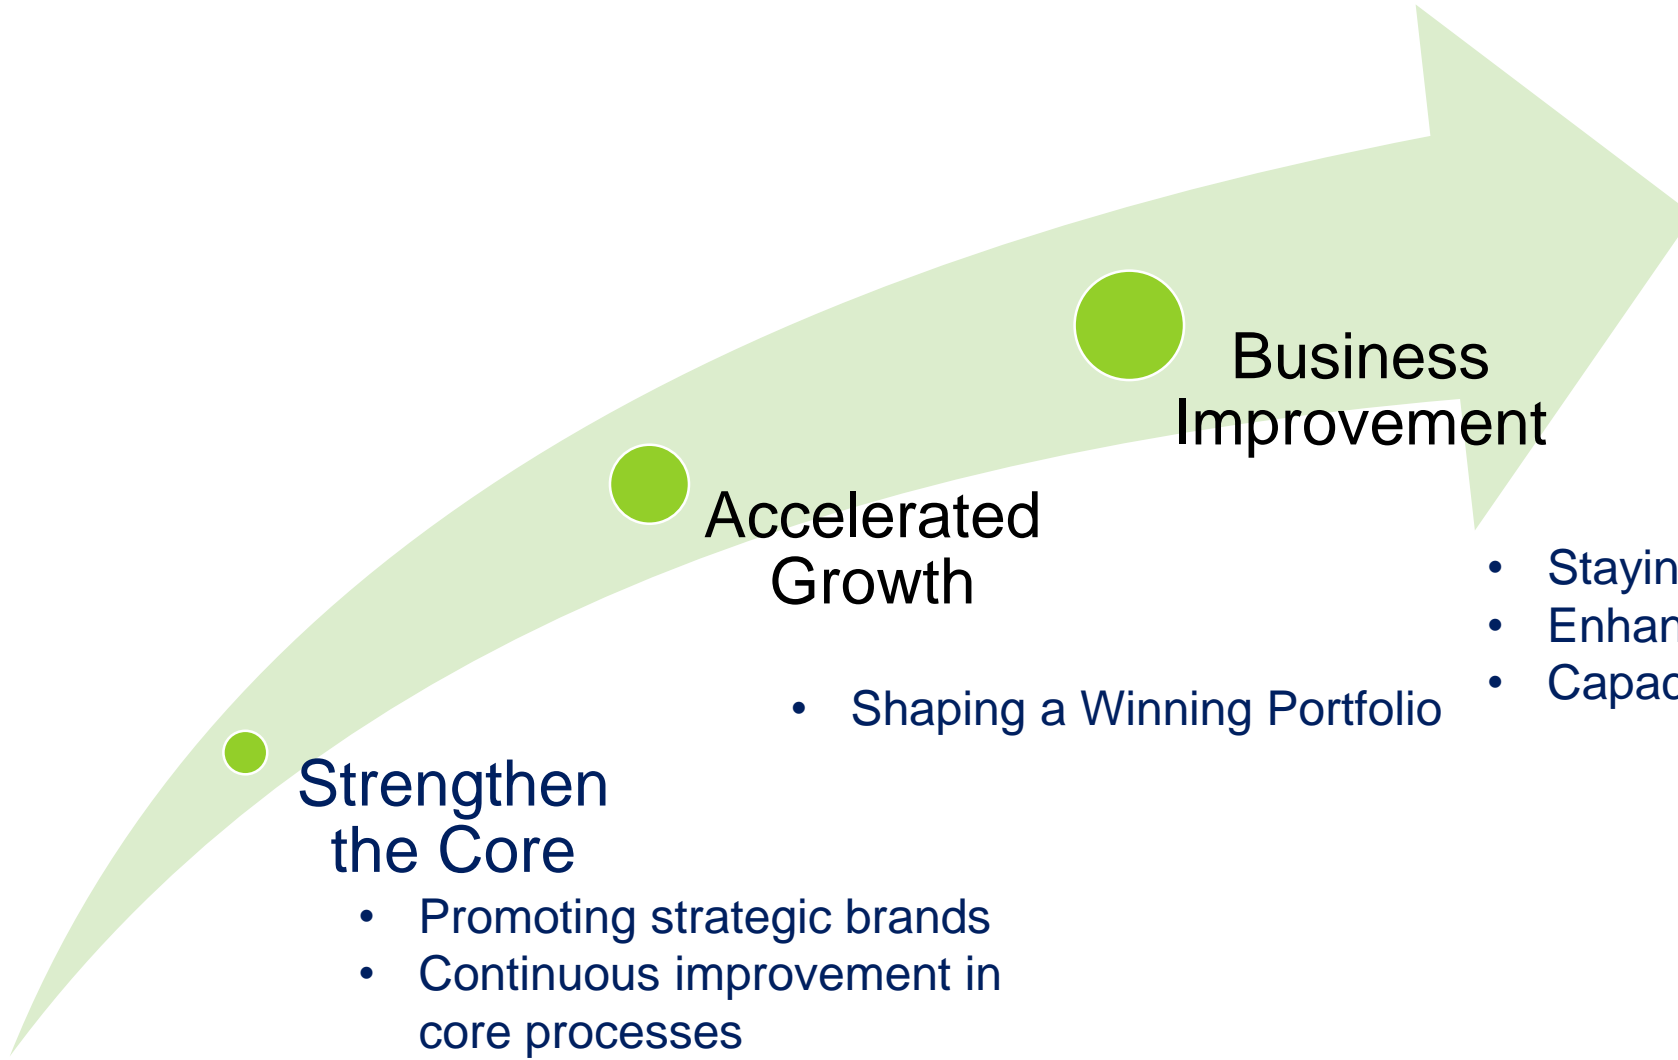 Business
Improvement
Accelerated
Growth
• Shaping a Winning Portfolio
Strengthen
the Core
• Promoting strategic brands
• Continuous improvement in
core processes